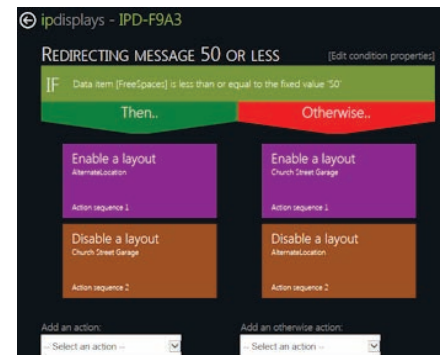 ipdisplays - IPD-F9A3
REDIRECTING MESSAGE 50 OR LESS
[Edit condition properties]
IF Data item [FreeSpaces] is less than or equal to the fixed value '50'
Then.. Otherwise..
Enable a layout
AlternateLocation
Action sequence 1
Enable a layout
Church Street Garage
Action sequence 1
Disable a layout
Church Street Garage
Action sequence 2
Disable a layout
AlternateLocation
Action sequence 2
Add an action:
-- Select an action --
Add an otherwise action:
-- Select an action --